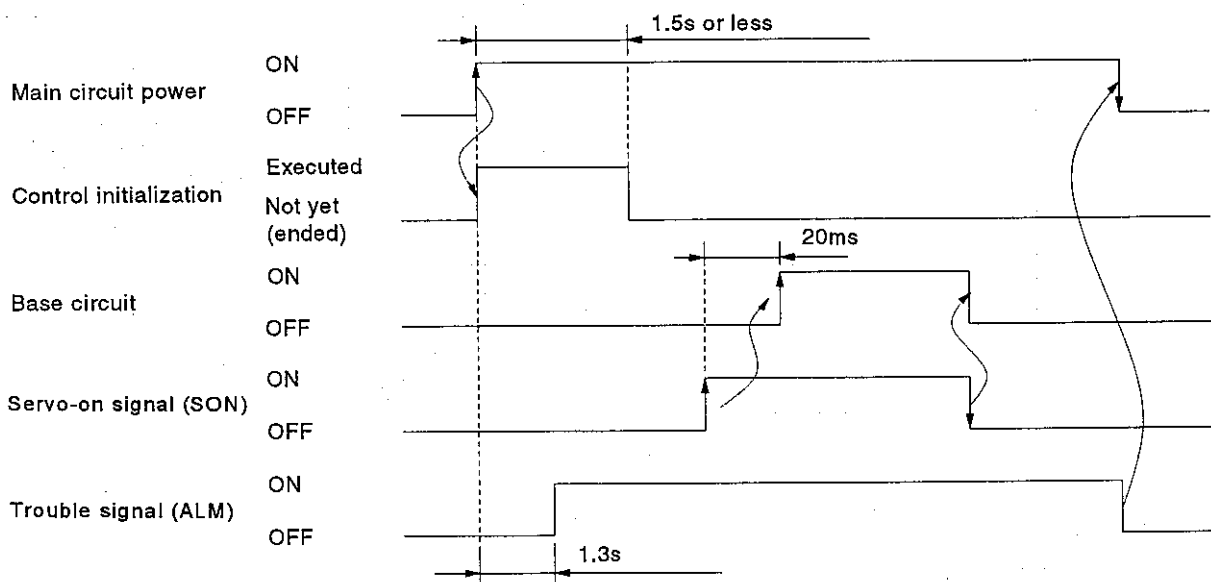 1.5s or less
ON
Main circuit power
OFF
Executed
Control initialization
Not yet
(ended)
20ms
ON
Base circuit
OFF
ON
Servo-on signal (SON)
OFF
ON
Trouble signal (ALM)
OFF
1.3s